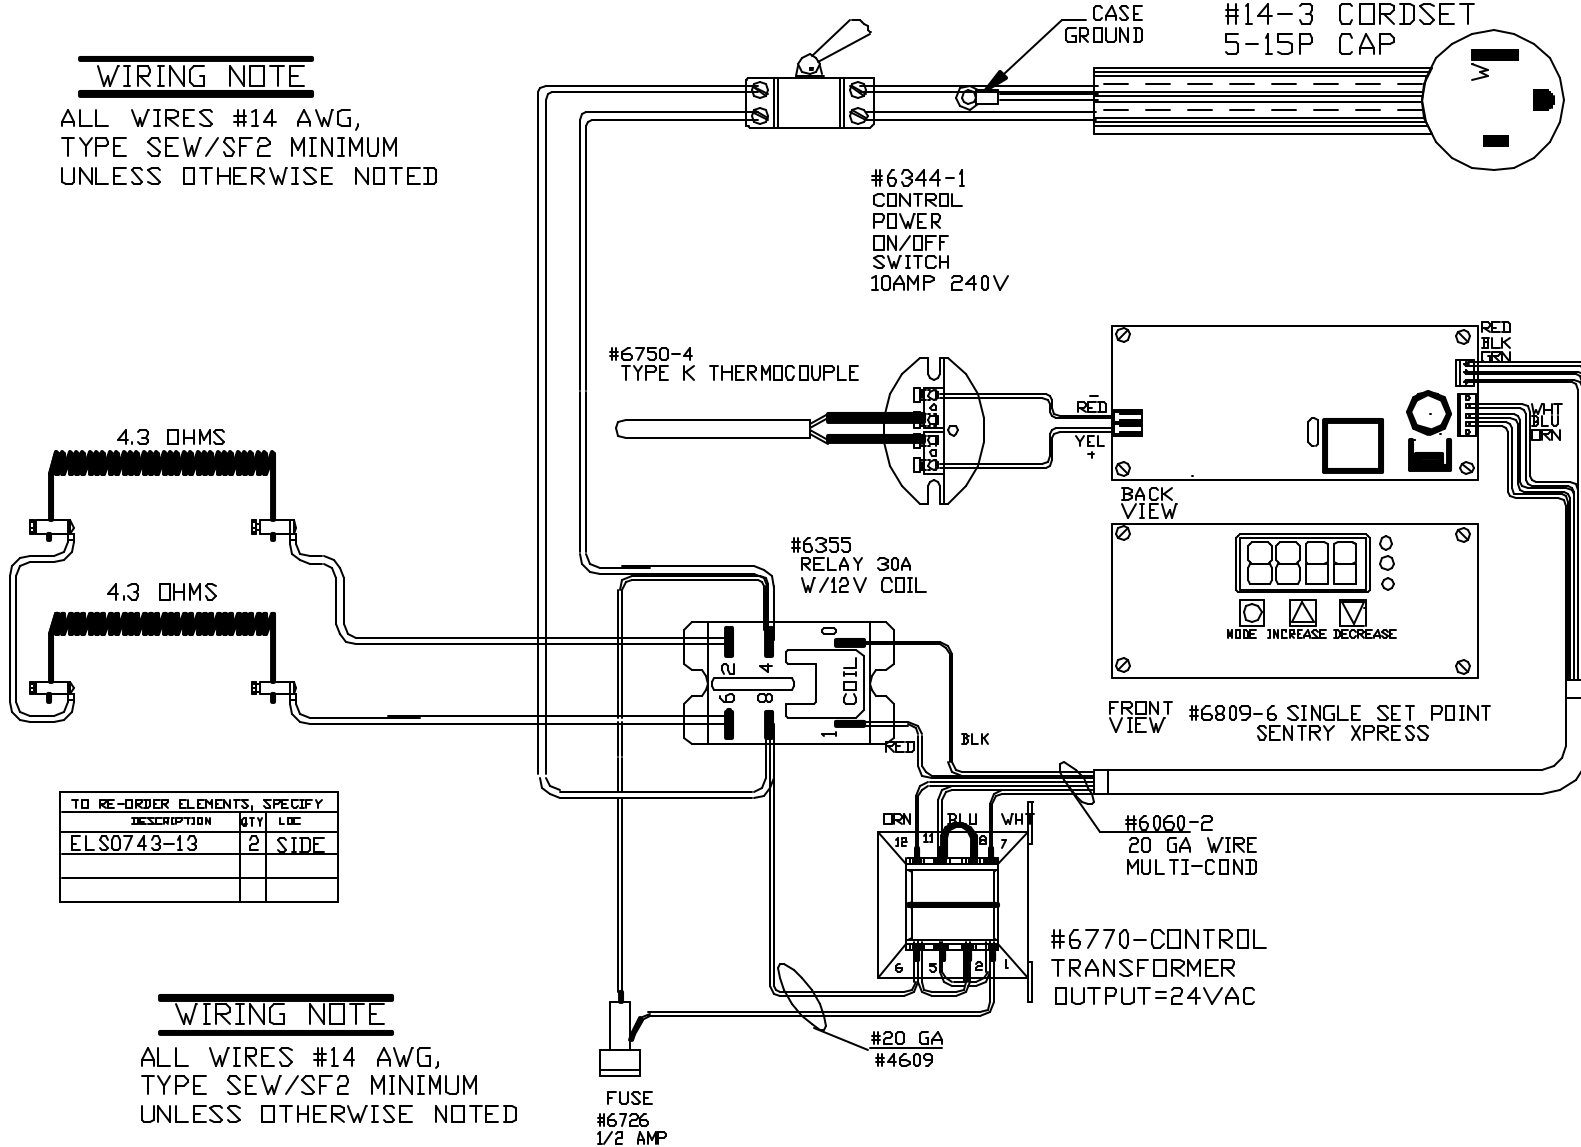 CASE
GROUND
#14-3 CORDSET
5-15P CAP
W
WIRING NOTE
ALL WIRES #14 AWG,
TYPE SEW/SF2 MINIMUM
UNLESS OTHERWISE NOTED
#6344-1
CONTROL
POWER
ON/OFF
SWITCH
10AMP 240V
#6750-4
TYPE K THERMOCOUPLE
RED
BLK
GRN
-
RED
YEL
+
WHT
BLU
ORN
BACK
VIEW
4.3 OHMS
4.3 OHMS
#6355
RELAY 30A
W/12V COIL
2
4
0
6
8
1
COIL
RED
BLK
8888
MODE INCREASE DECREASE
FRONT
VIEW
#6809-6 SINGLE SET POINT
SENTRY XPRESS
TO RE-ORDER ELEMENTS, SPECIFY
DESCRIPTION QTY LOC
ELS0743-13 2 SIDE
ORN BLU WHT
12 11 8 7
6 5 2 1
#6060-2
20 GA WIRE
MULTI-COND
#6770-CONTROL
TRANSFORMER
OUTPUT=24VAC
#20 GA
#4609
WIRING NOTE
ALL WIRES #14 AWG,
TYPE SEW/SF2 MINIMUM
UNLESS OTHERWISE NOTED
FUSE
#6726
1/2 AMP